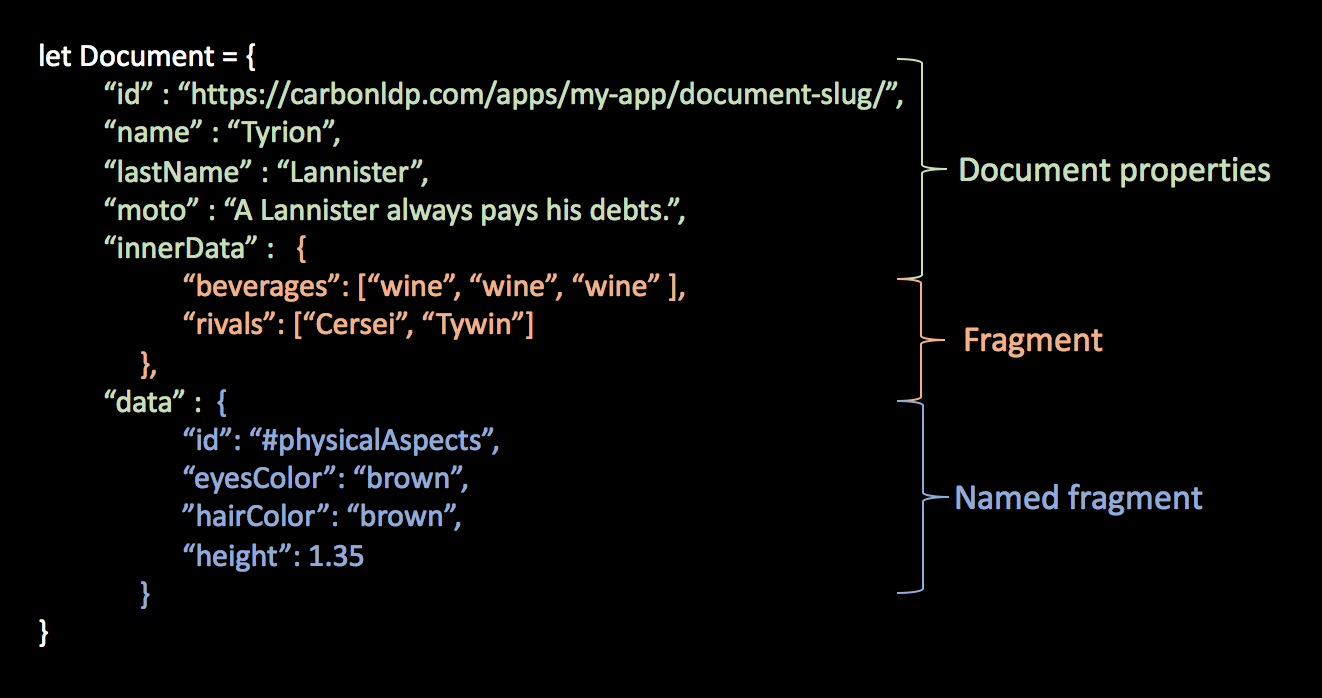 let Document = {
“id” : “https://carbonldp.com/apps/my-app/document-slug/”,
“name” : “Tyrion”,
“lastName” : “Lannister”,
“moto” : “A Lannister always pays his debts.”,
“innerData” : {
“beverages”: [“wine”, “wine”, “wine” ],
“rivals”: [“Cersei”, “Tywin”]
},
“data” : {
“id”: “#physicalAspects”,
“eyesColor”: “brown”,
”hairColor”: “brown”,
“height”: 1.35
}
}
Document properties
Fragment
Named fragment